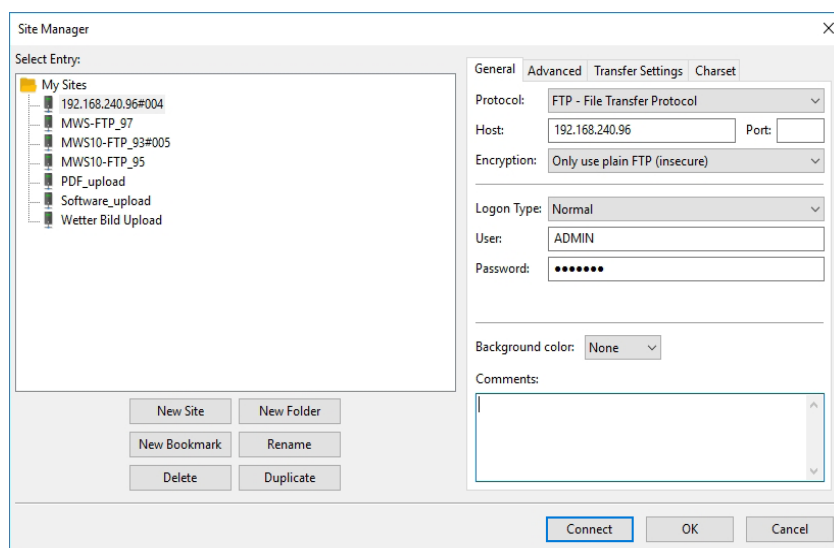 Site Manager
Select Entry:
My Sites
192.168.240.96#004
MWS-FTP_97
MWS10-FTP_93#005
MWS10-FTP_95
PDF_upload
Software_upload
Wetter Bild Upload
New Site New Folder
New Bookmark Rename
Delete Duplicate
General Advanced Transfer Settings Charset
Protocol: FTP - File Transfer Protocol
Host: 192.168.240.96 Port:
Encryption: Only use plain FTP (insecure)
Logon Type: Normal
User: ADMIN
Password: •••••••
Background color: None
Comments:
Connect OK Cancel